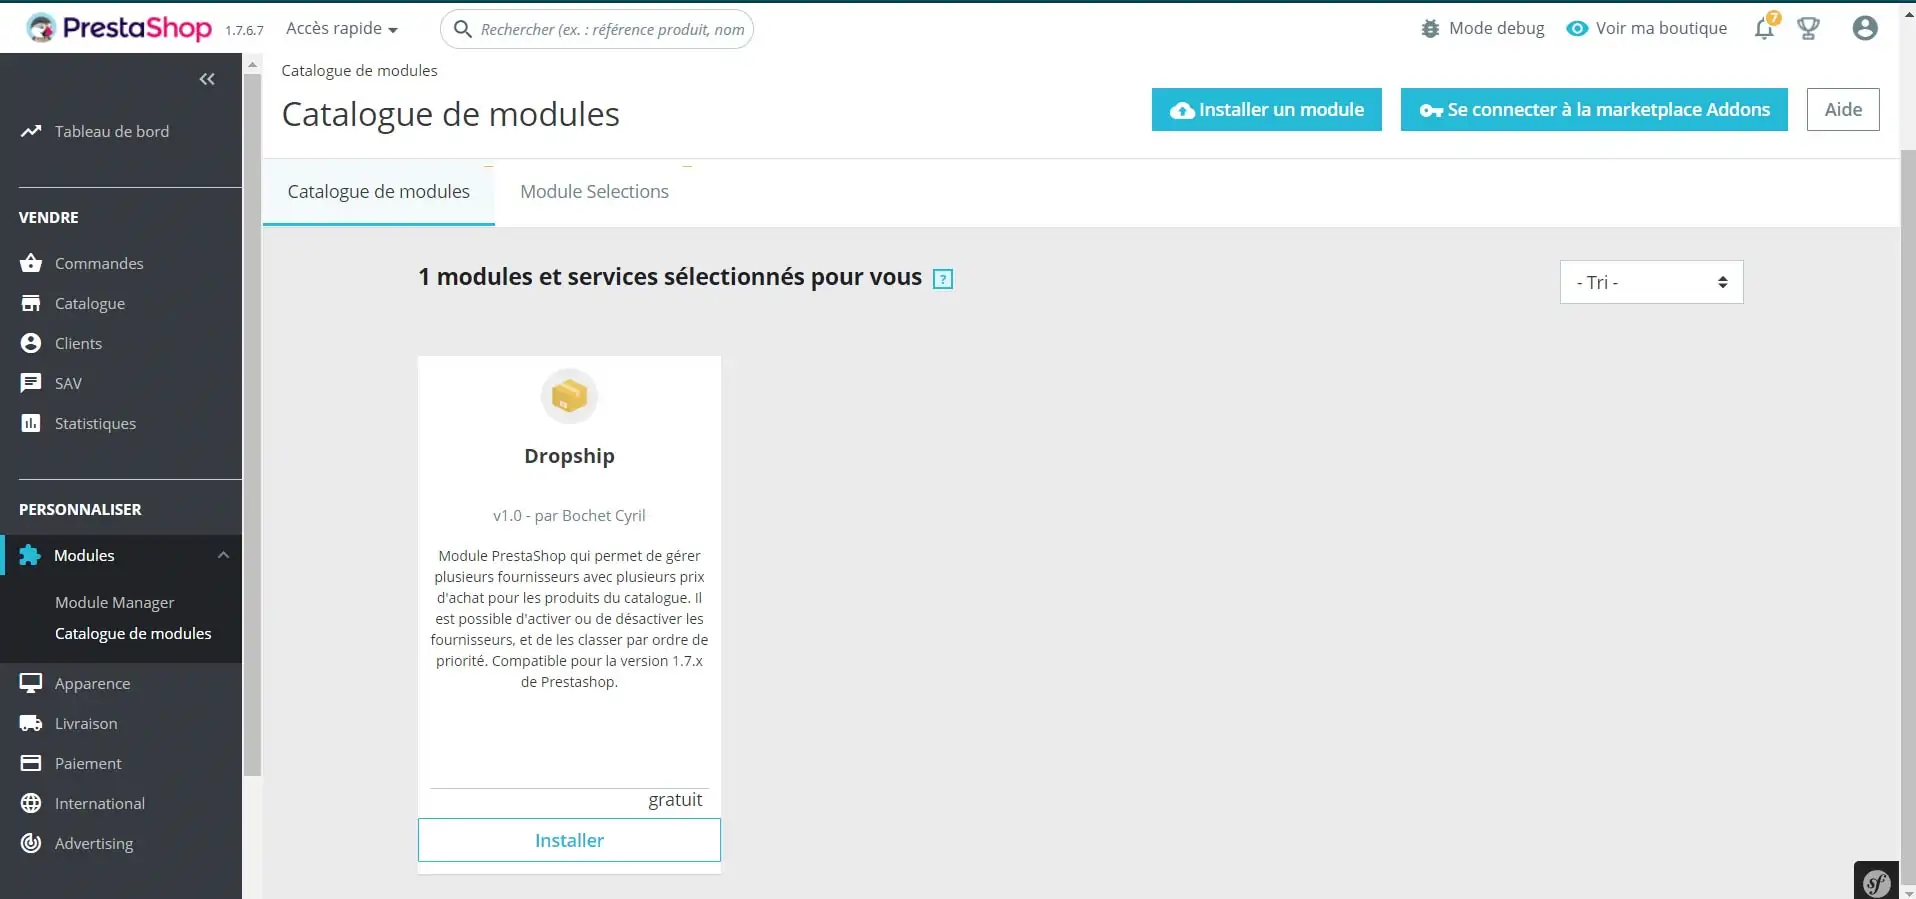 PrestaShop 1.7.6.7 Accès rapide Rechercher (ex. : référence produit, nom Mode debug Voir ma boutique 7
Catalogue de modules
Catalogue de modules
Installer un module
Se connecter à la marketplace Addons
Aide
Tableau de bord
VENDRE
Commandes
Catalogue
Clients
SAV
Statistiques
PERSONNALISER
Modules
Module Manager
Catalogue de modules
Apparence
Livraison
Paiement
International
Advertising
Catalogue de modules
Module Selections
1 modules et services sélectionnés pour vous ?
- Tri -
Dropship
v1.0 - par Bochet Cyril
Module PrestaShop qui permet de gérer
plusieurs fournisseurs avec plusieurs prix
d'achat pour les produits du catalogue. Il
est possible d'activer ou de désactiver les
fournisseurs, et de les classer par ordre de
priorité. Compatible pour la version 1.7.x
de Prestashop.
gratuit
Installer
sf